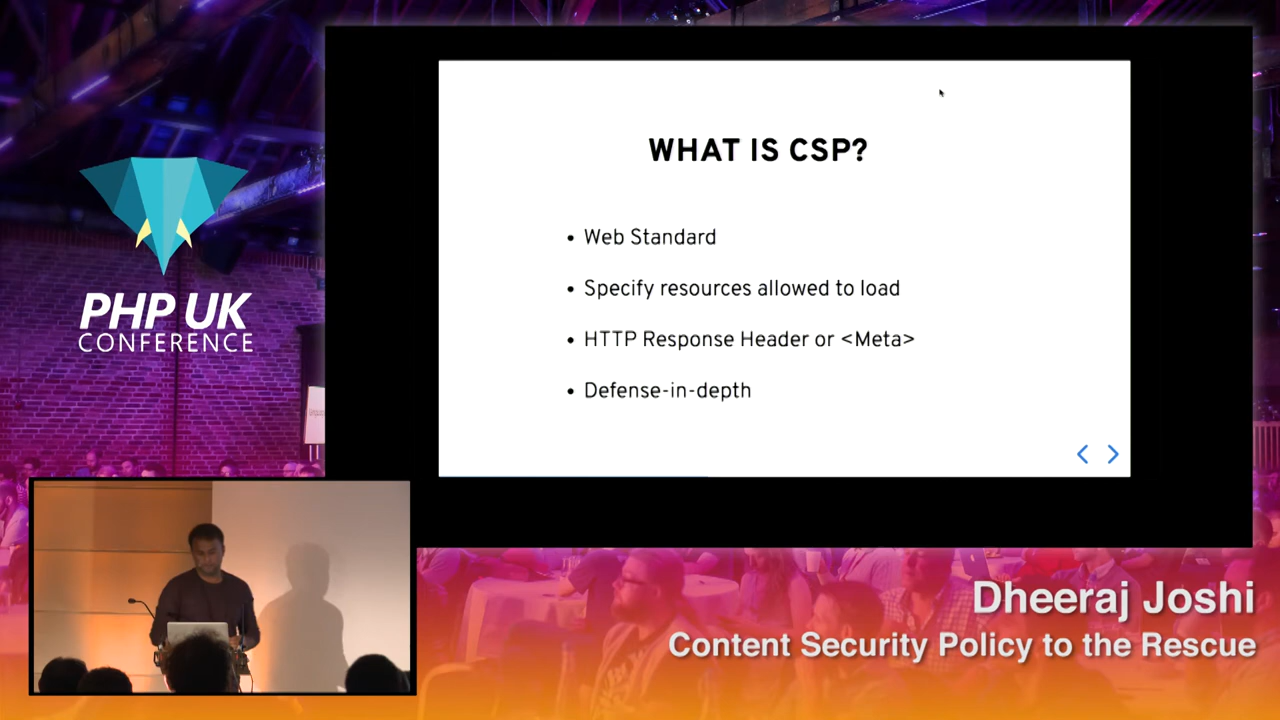 PHP UK
CONFERENCE
WHAT IS CSP?
• Web Standard
• Specify resources allowed to load
• HTTP Response Header or <Meta>
• Defense-in-depth
Dheeraj Joshi
Content Security Policy to the Rescue